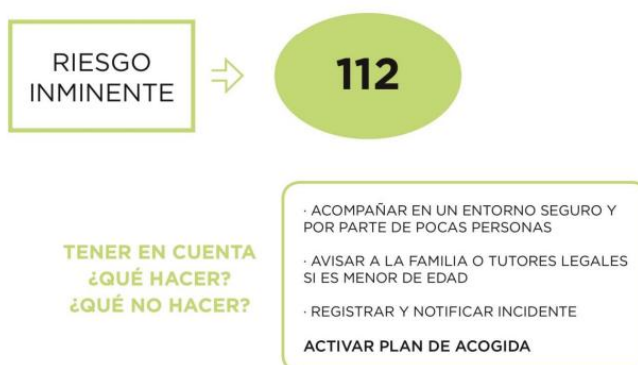 RIESGO
INMINENTE
112
TENER EN CUENTA
¿QUÉ HACER?
¿QUÉ NO HACER?
· ACOMPAÑAR EN UN ENTORNO SEGURO Y
POR PARTE DE POCAS PERSONAS
· AVISAR A LA FAMILIA O TUTORES LEGALES
SI ES MENOR DE EDAD
· REGISTRAR Y NOTIFICAR INCIDENTE
ACTIVAR PLAN DE ACOGIDA